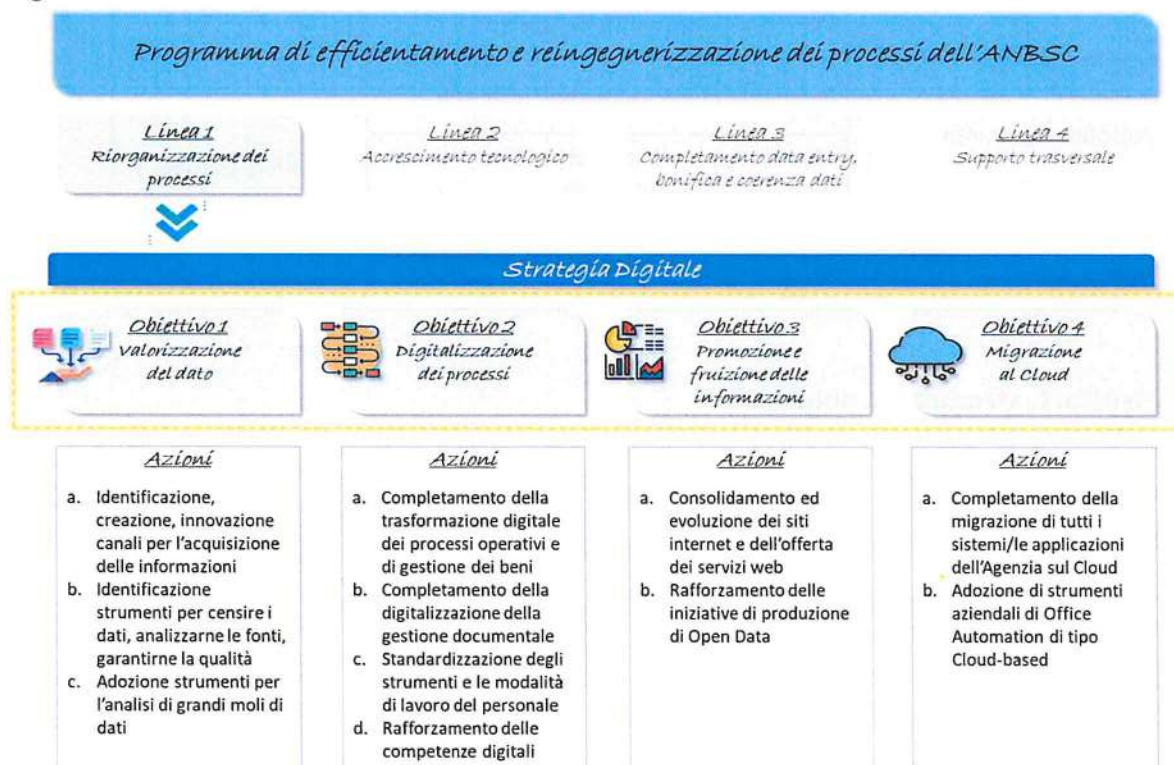 Programma di efficientamento e reingegnerizzazione dei processi dell'ANBSC
Linea 1
Riorganizzazione dei
processi
Linea 2
Accrescimento tecnologico
Linea 3
Completamento data entry,
bonifica e coerenza dati
Linea 4
Supporto trasversale
Strategia Digitale
Obiettivo 1
Valorizzazione
del dato
Obiettivo 2
Digitalizzazione
dei processi
Obiettivo 3
Promozione e
fruizione delle
informazioni
Obiettivo 4
Migrazione
al Cloud
Azioni
a. Identificazione,
creazione, innovazione
canali per l'acquisizione
delle informazioni
b. Identificazione
strumenti per censire i
dati, analizzarne le fonti,
garantirne la qualità
c. Adozione strumenti per
l'analisi di grandi moli di
dati
Azioni
a. Completamento della
trasformazione digitale
dei processi operativi e
di gestione dei beni
b. Completamento della
digitalizzazione della
gestione documentale
c. Standardizzazione degli
strumenti e le modalità
di lavoro del personale
d. Rafforzamento delle
competenze digitali
Azioni
a. Consolidamento ed
evoluzione dei siti
internet e dell'offerta
dei servizi web
b. Rafforzamento delle
iniziative di produzione
di Open Data
Azioni
a. Completamento della
migrazione di tutti i
sistemi/le applicazioni
dell'Agenzia sul Cloud
b. Adozione di strumenti
aziendali di Office
Automation di tipo
Cloud-based